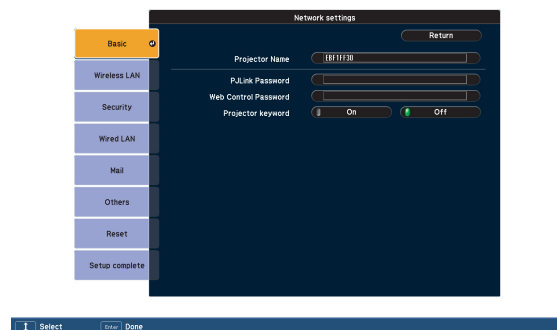 Network settings
Return
Basic
Projector Name EBF1FF30
Wireless LAN
PJLink Password
Web Control Password
Security
Projector keyword On Off
Wired LAN
Mail
Others
Reset
Setup complete
Select Enter Done